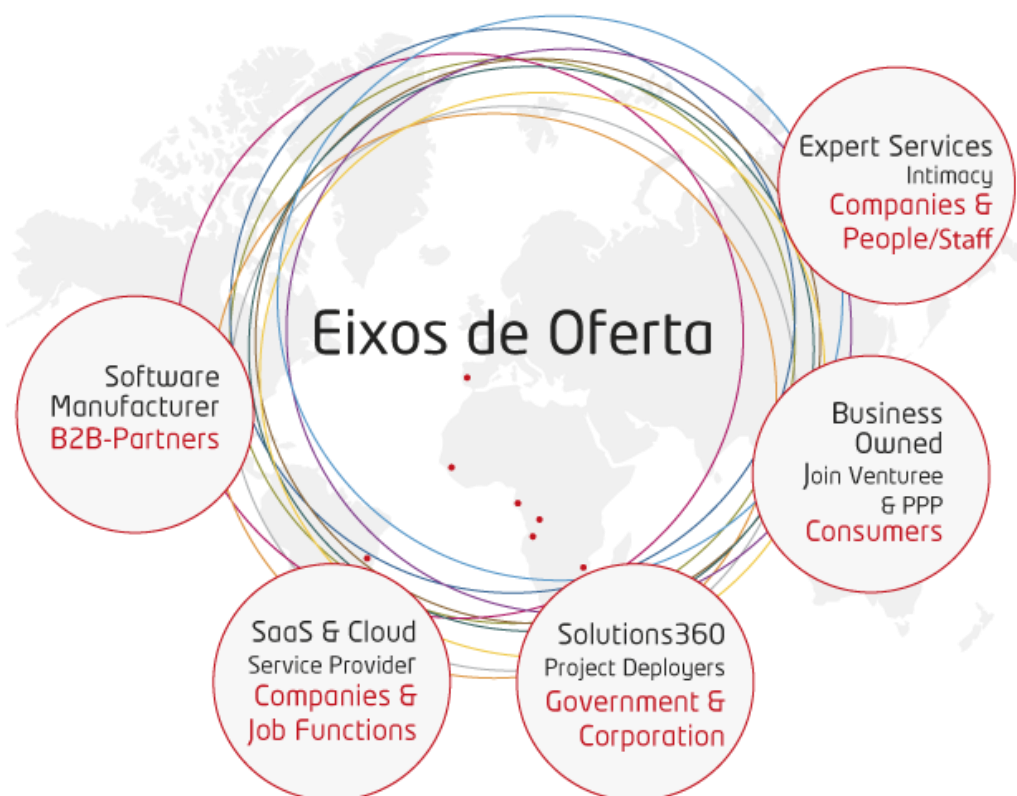 Eixos de Oferta
Expert Services
Intimacy
Companies &
People/Staff
Business
Owned
Join Venturee
& PPP
Consumers
Solutions360
Project Deployers
Government &
Corporation
SaaS & Cloud
Service Provider
Companies &
Job Functions
Software
Manufacturer
B2B-Partners